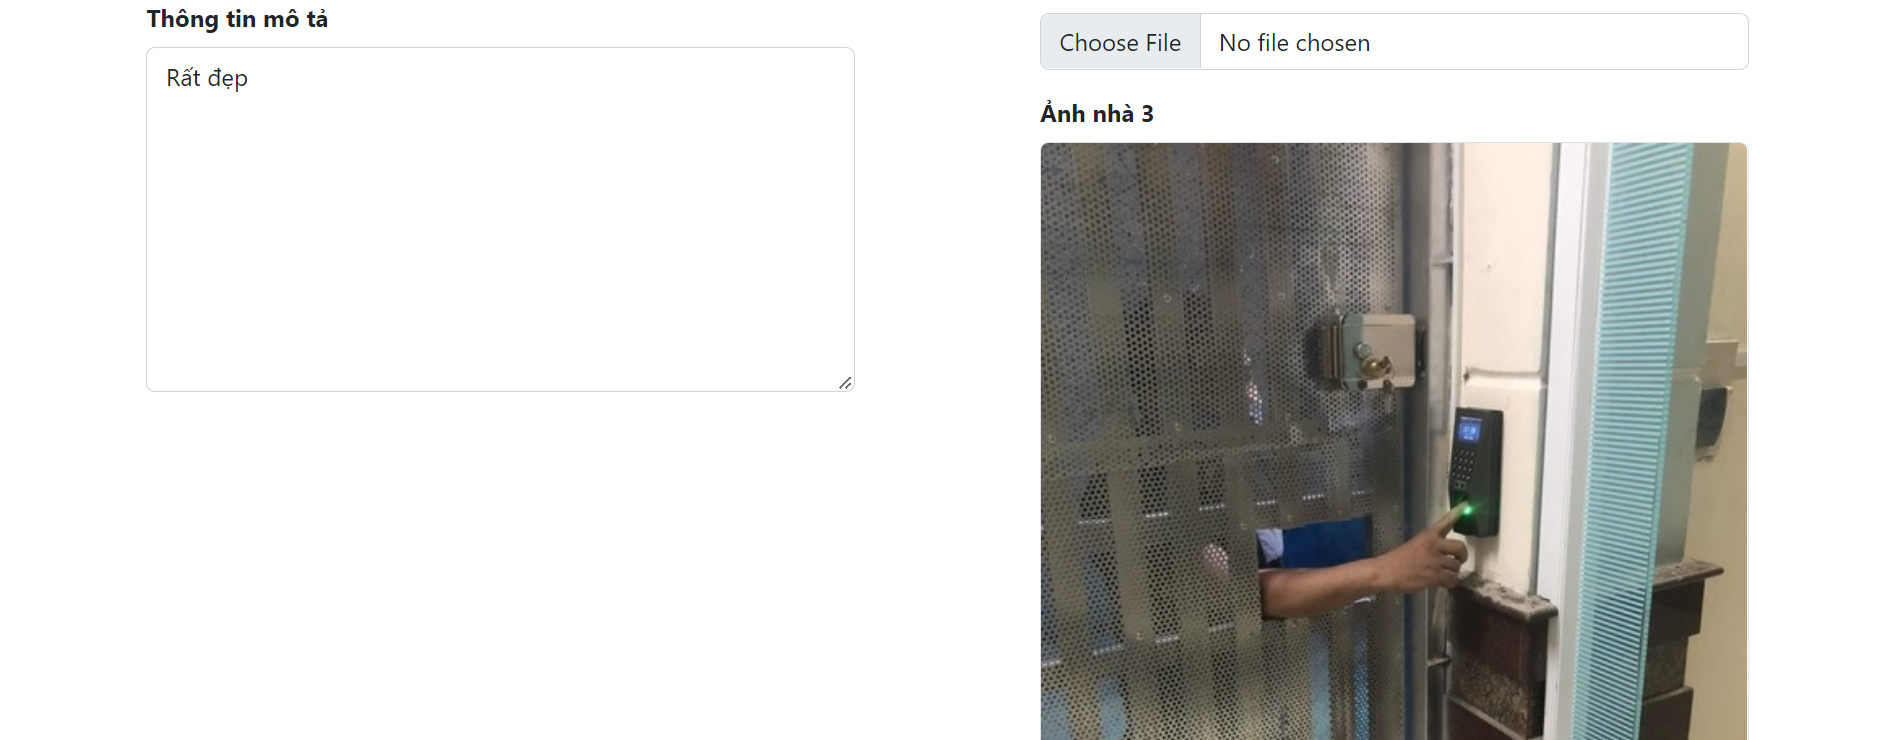 Thông tin mô tả
Rất đẹp
Choose File
No file chosen
Ảnh nhà 3